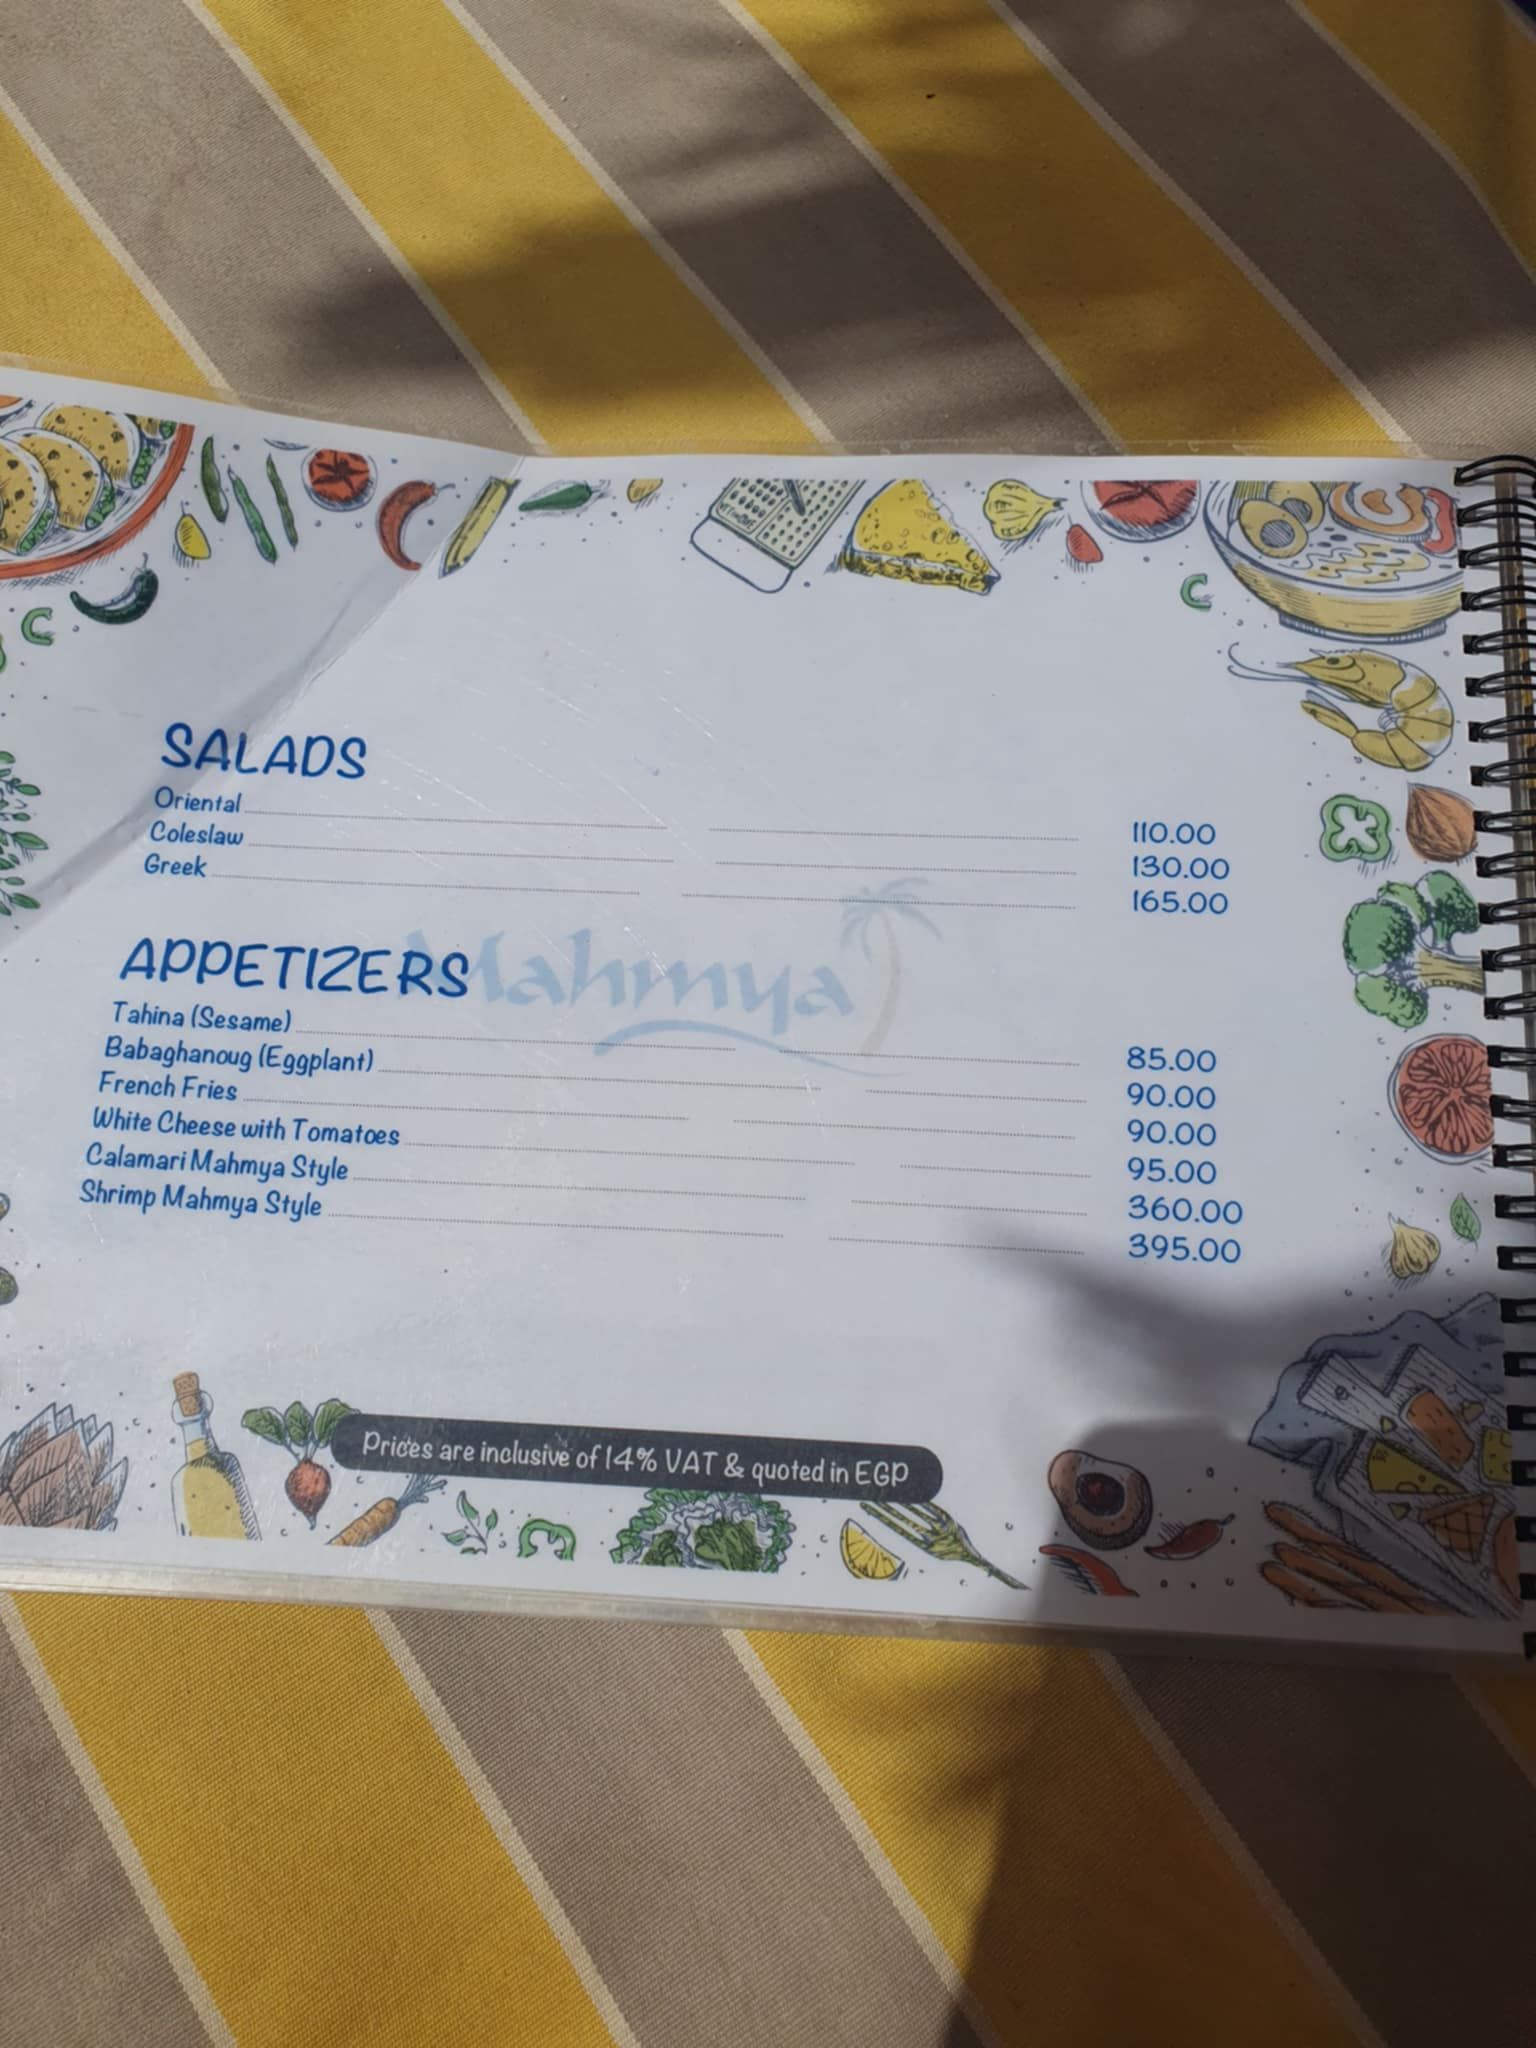 SALADS
Oriental 110.00
Coleslaw 130.00
Greek 165.00
Mahmya
APPETIZERS
Tahina (Sesame) 85.00
Babaghanoug (Eggplant) 90.00
French Fries 90.00
White Cheese with Tomatoes 95.00
Calamari Mahmya Style 360.00
Shrimp Mahmya Style 395.00
Prices are inclusive of 14% VAT & quoted in EGP